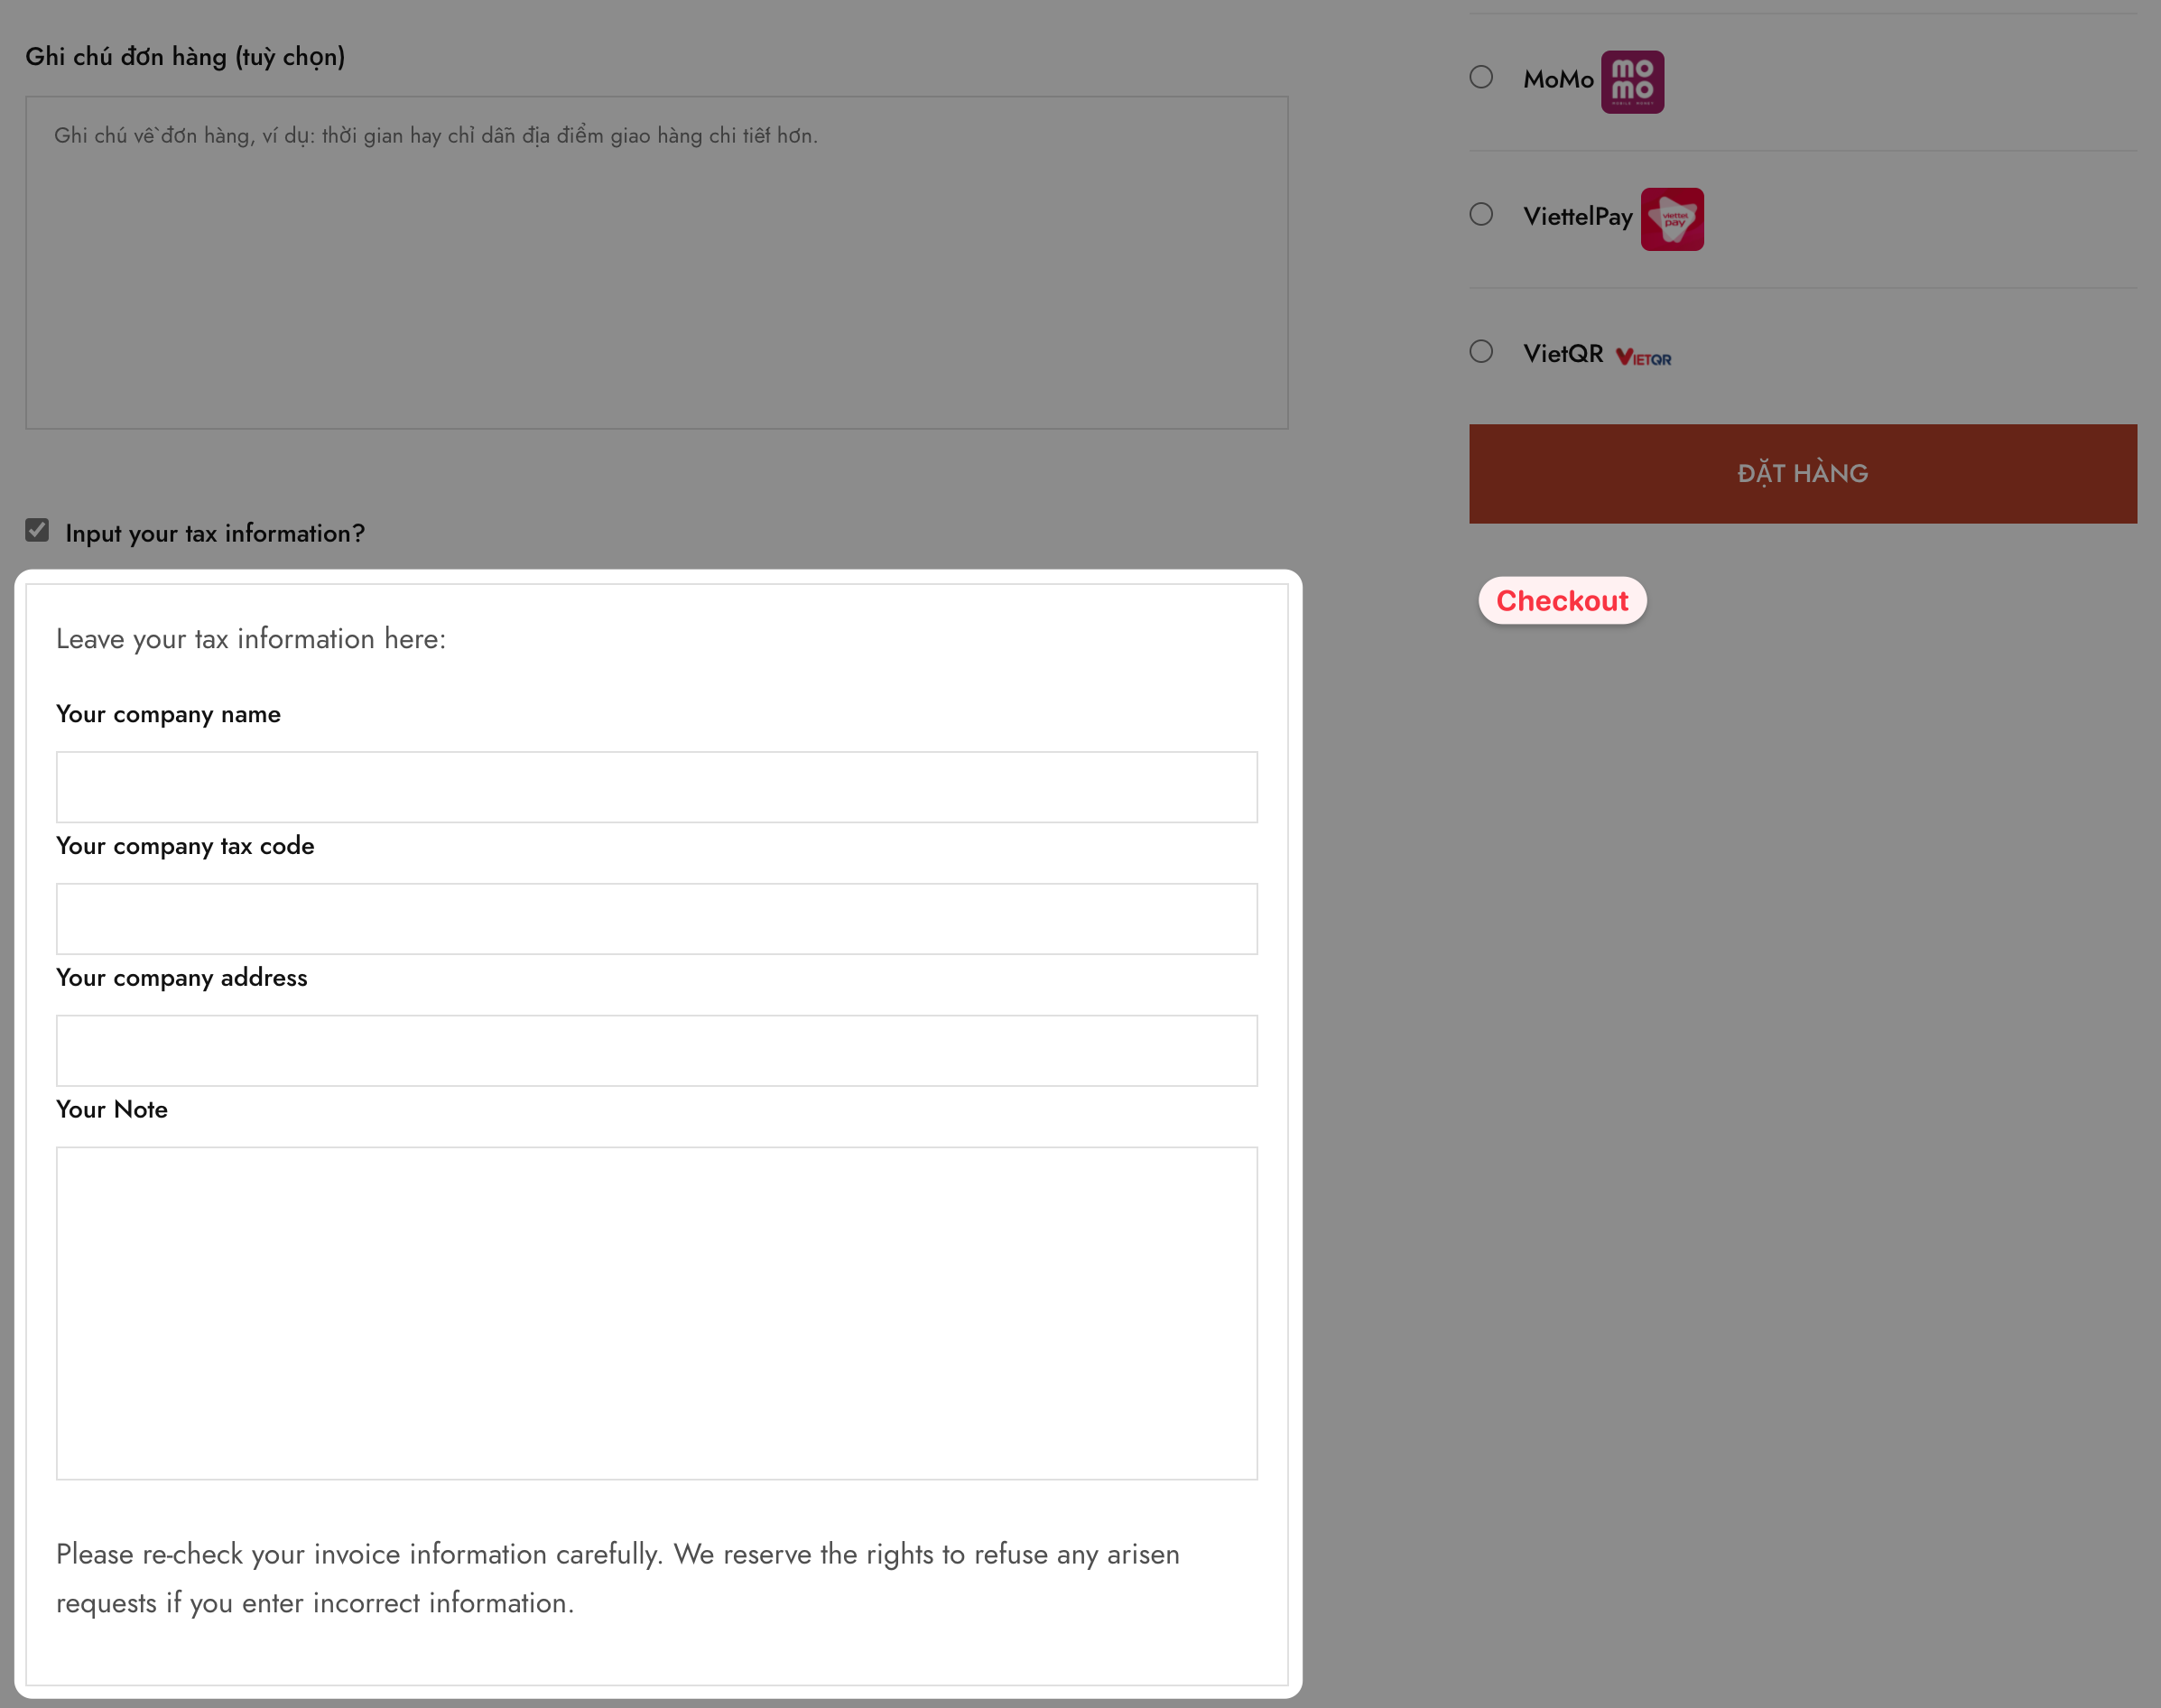 Ghi chú đơn hàng (tuỳ chọn)
Ghi chú về đơn hàng, ví dụ: thời gian hay chỉ dẫn địa điểm giao hàng chi tiết hơn.
Input your tax information?
Leave your tax information here:
Your company name
Your company tax code
Your company address
Your Note
Please re-check your invoice information carefully. We reserve the rights to refuse any arisen
requests if you enter incorrect information.
MoMo
mo
mo
MOBILE MONEY
ViettelPay
viettel
pay
VietQR
VIETQR
ĐẶT HÀNG
Checkout